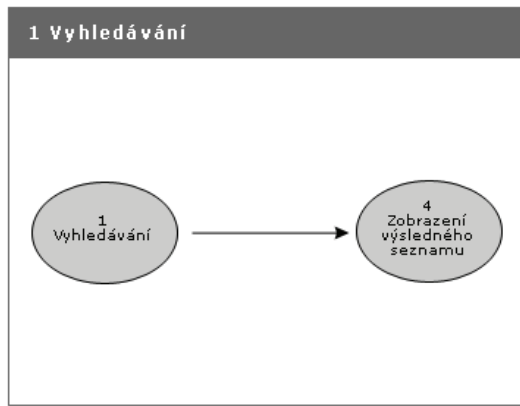 1 Vyhledávání
1
Vyhledávání
4
Zobrazení
výsledného
seznamu